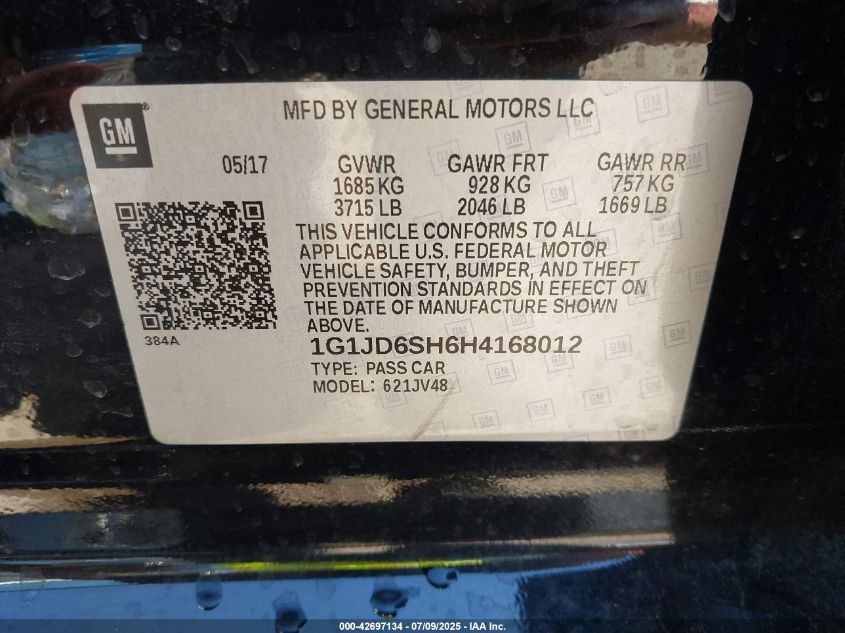 GM ®
MFD BY GENERAL MOTORS LLC
05/17 GVWR GAWR FRT GAWR RR
1685 KG 928 KG 757 KG
3715 LB 2046 LB 1669 LB
THIS VEHICLE CONFORMS TO ALL
APPLICABLE U.S. FEDERAL MOTOR
VEHICLE SAFETY, BUMPER, AND THEFT
PREVENTION STANDARDS IN EFFECT ON
THE DATE OF MANUFACTURE SHOWN
ABOVE.
384A
1G1JD6SH6H4168012
TYPE: PASS CAR
MODEL: 621JV48
000-42697134 - 07/09/2025 - IAA Inc.